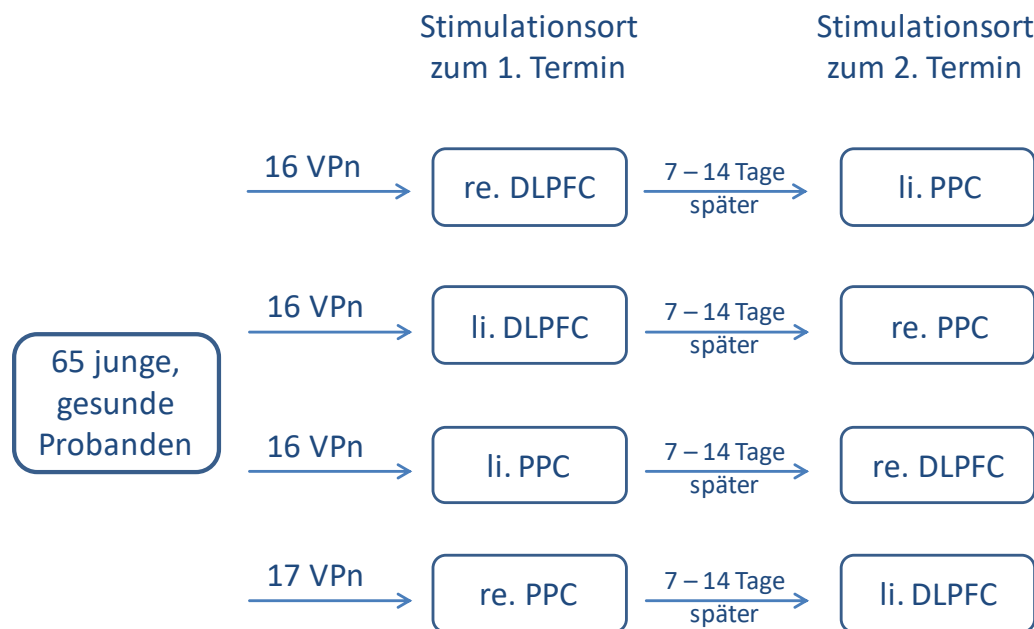 Stimulationsort
zum 1. Termin
Stimulationsort
zum 2. Termin
16 VPn
re. DLPFC
7 – 14 Tage
später
li. PPC
16 VPn
li. DLPFC
7 – 14 Tage
später
re. PPC
65 junge,
gesunde
Probanden
16 VPn
li. PPC
7 – 14 Tage
später
re. DLPFC
17 VPn
re. PPC
7 – 14 Tage
später
li. DLPFC